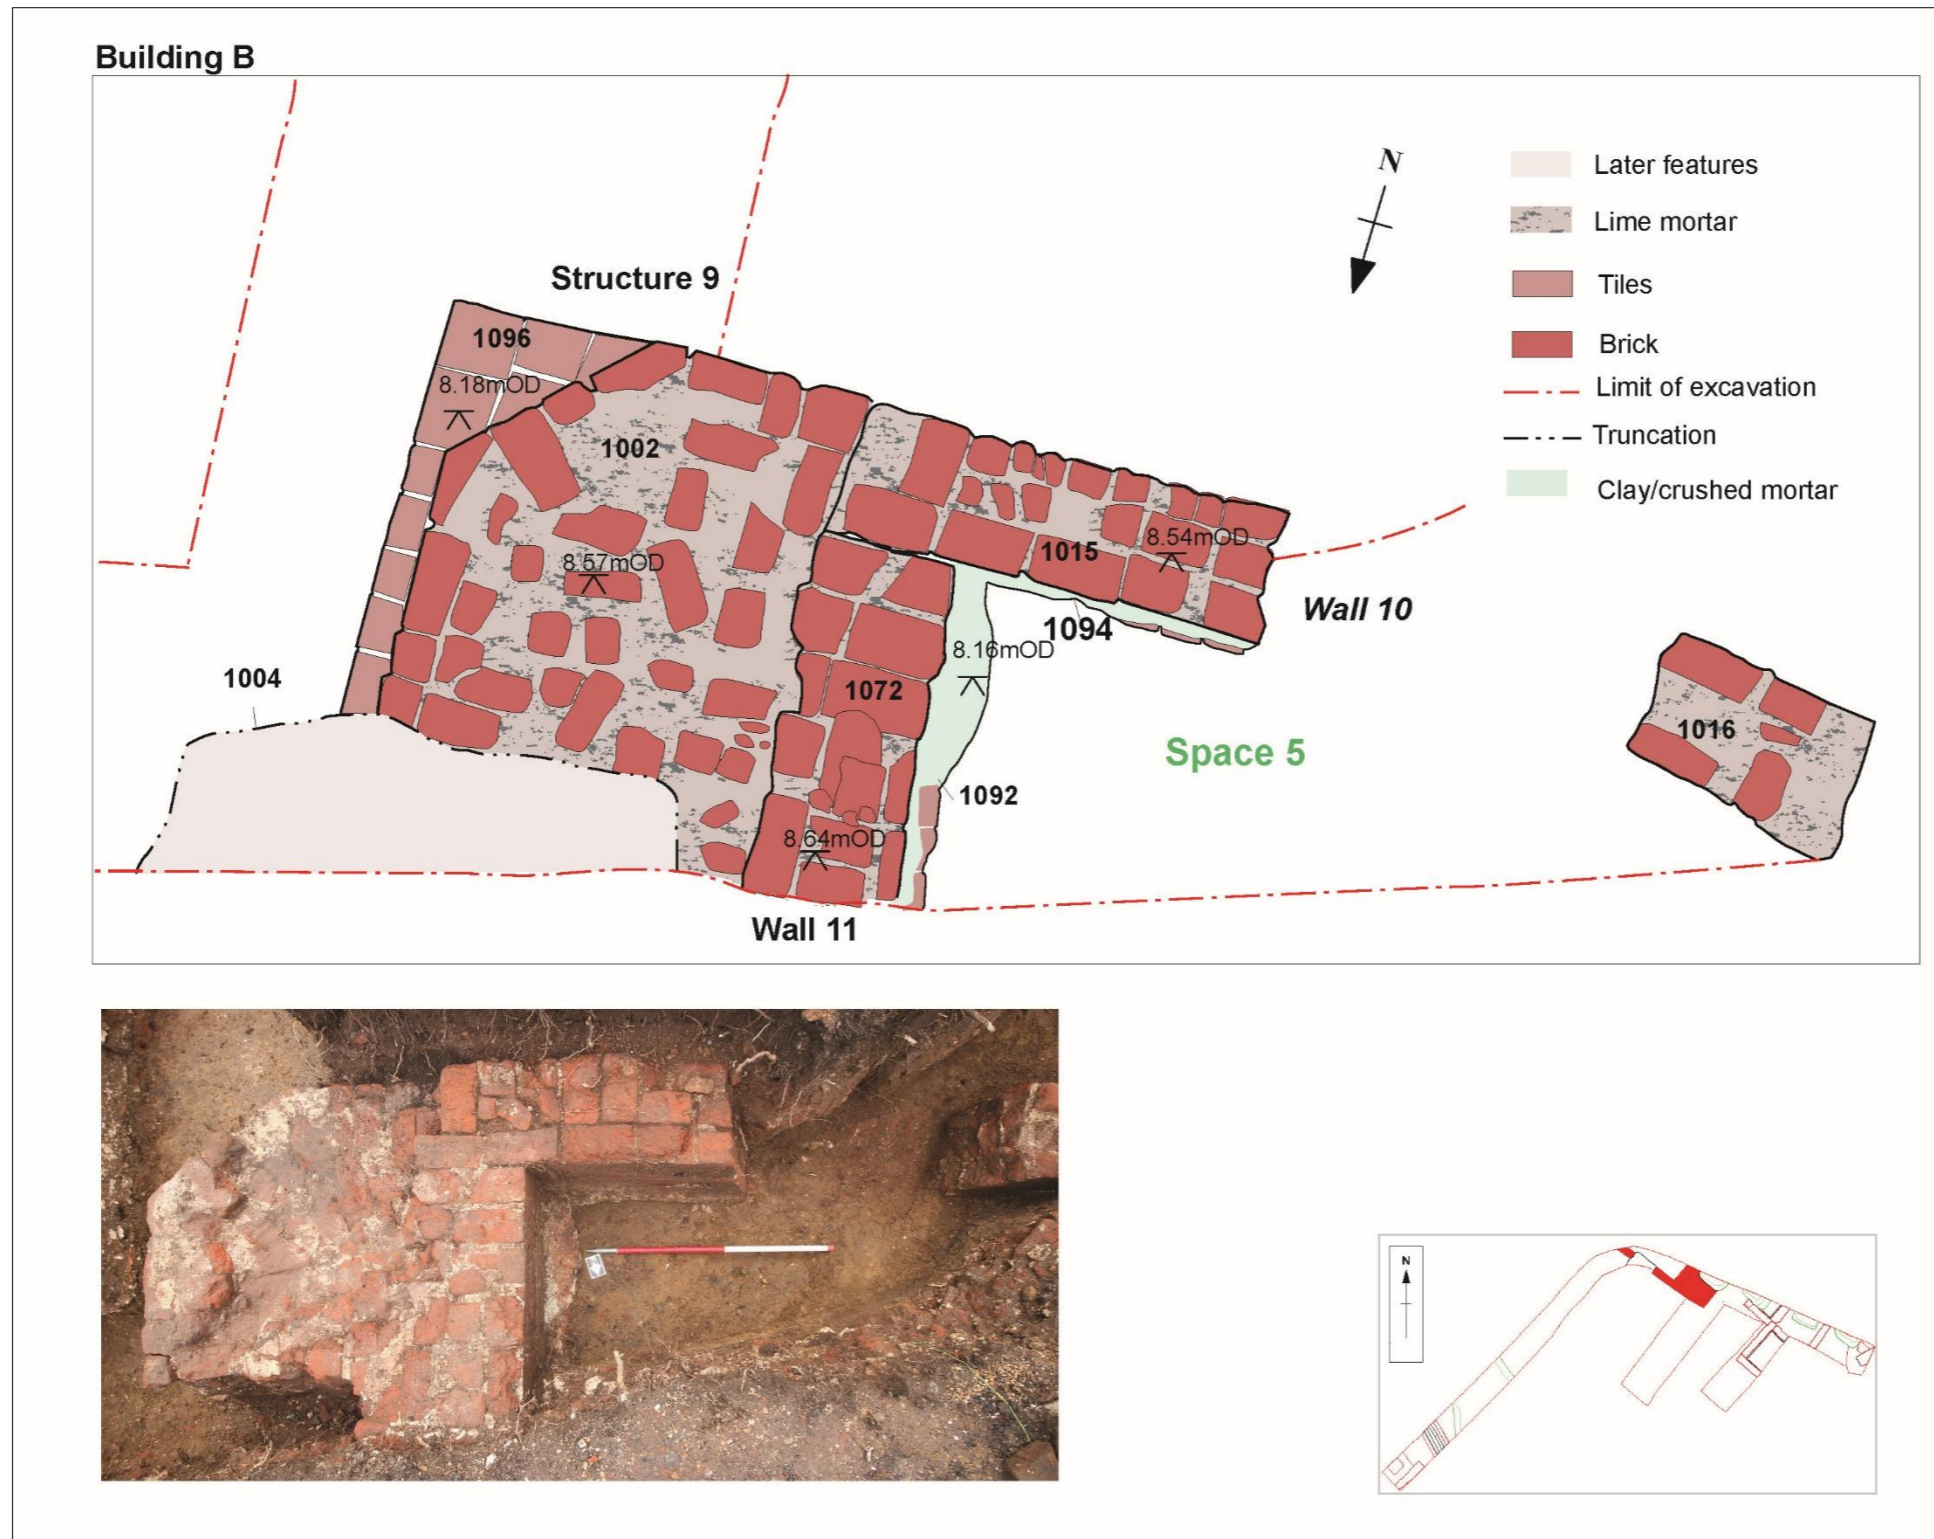 Building B
N
Later features
Lime mortar
Structure 9
Tiles
1096
Brick
8.18mOD
Limit of excavation
1002
Truncation
Clay/crushed mortar
8.57mOD
1015
8.54mOD
Wall 10
1094
8.16mOD
1004
1072
1016
Space 5
1092
8.64mOD
Wall 11
N